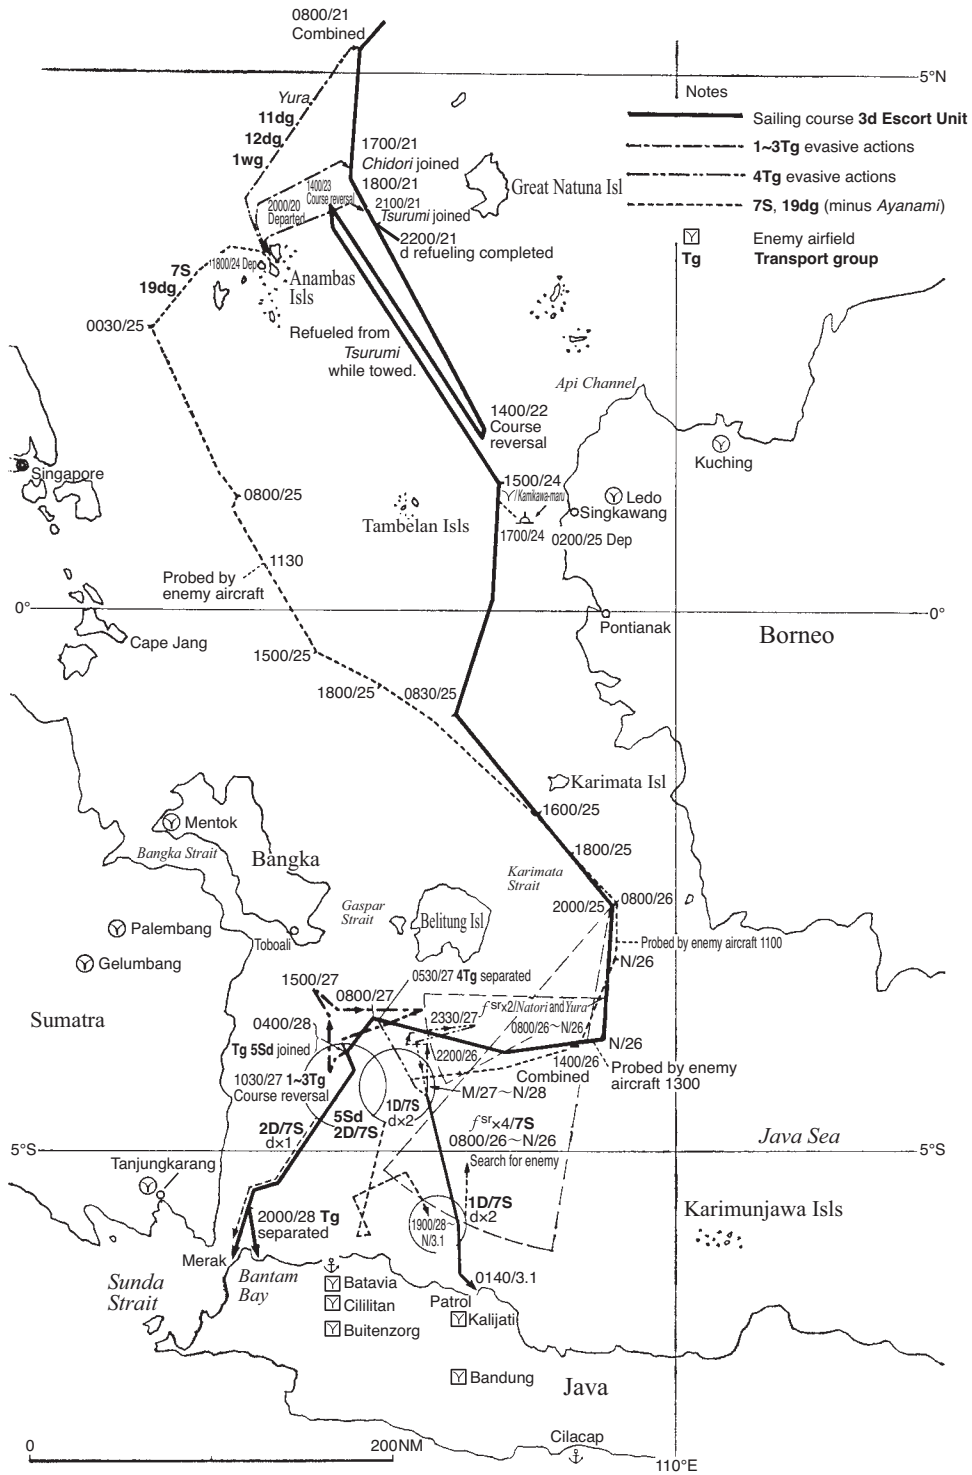 0800/21
Combined
5°N
Notes
Sailing course 3d Escort Unit
1~3Tg evasive actions
4Tg evasive actions
7S, 19dg (minus Ayanami)
Enemy airfield
Tg Transport group
Yura
11dg
12dg
1wg
1700/21
Chidori joined
1800/21
2100/21
Tsurumi joined
2200/21
d refueling completed
1400/23
Course reversal
2000/20
Departed
Great Natuna Isl
1800/24 Dep
7S
19dg
Anambas
Isls
0030/25
Refueled from
Tsurumi
while towed.
Api Channel
1400/22
Course
reversal
Kuching
Singapore
0800/25
1500/24
Kamikawa-maru
Ledo
Singkawang
Tambelan Isls
1700/24
0200/25 Dep
1130
Probed by
enemy aircraft
0°
0°
Pontianak
Borneo
Cape Jang
1500/25
1800/25
0830/25
Karimata Isl
1600/25
Mentok
Bangka Strait
Bangka
1800/25
Karimata
Strait
2000/25
0800/26
Gaspar
Strait
Belitung Isl
Palembang
Toboali
Probed by enemy aircraft 1100
Gelumbang
N/26
1500/27
0530/27 4Tg separated
0800/27
Sumatra
2330/27
fsr×2/Natori and Yura
0800/26~N/26
0400/28
Tg 5Sd joined
2200/26
N/26
1400/26
Combined
Probed by enemy
aircraft 1300
1030/27 1~3Tg
Course reversal
M/27~N/28
1D/7S
d×2
5Sd
2D/7S
2D/7S
d×1
fsr×4/7S
0800/26~N/26
Search for enemy
Java Sea
5°S
Tanjungkarang
1D/7S
d×2
Karimunjawa Isls
2000/28 Tg
separated
1900/28~
N/3.1
Merak
Bantam
Bay
Sunda
Strait
0140/3.1
Batavia
Cililitan
Buitenzorg
Patrol
Kalijati
Bandung
Java
Cilacap
0
200NM
110°E